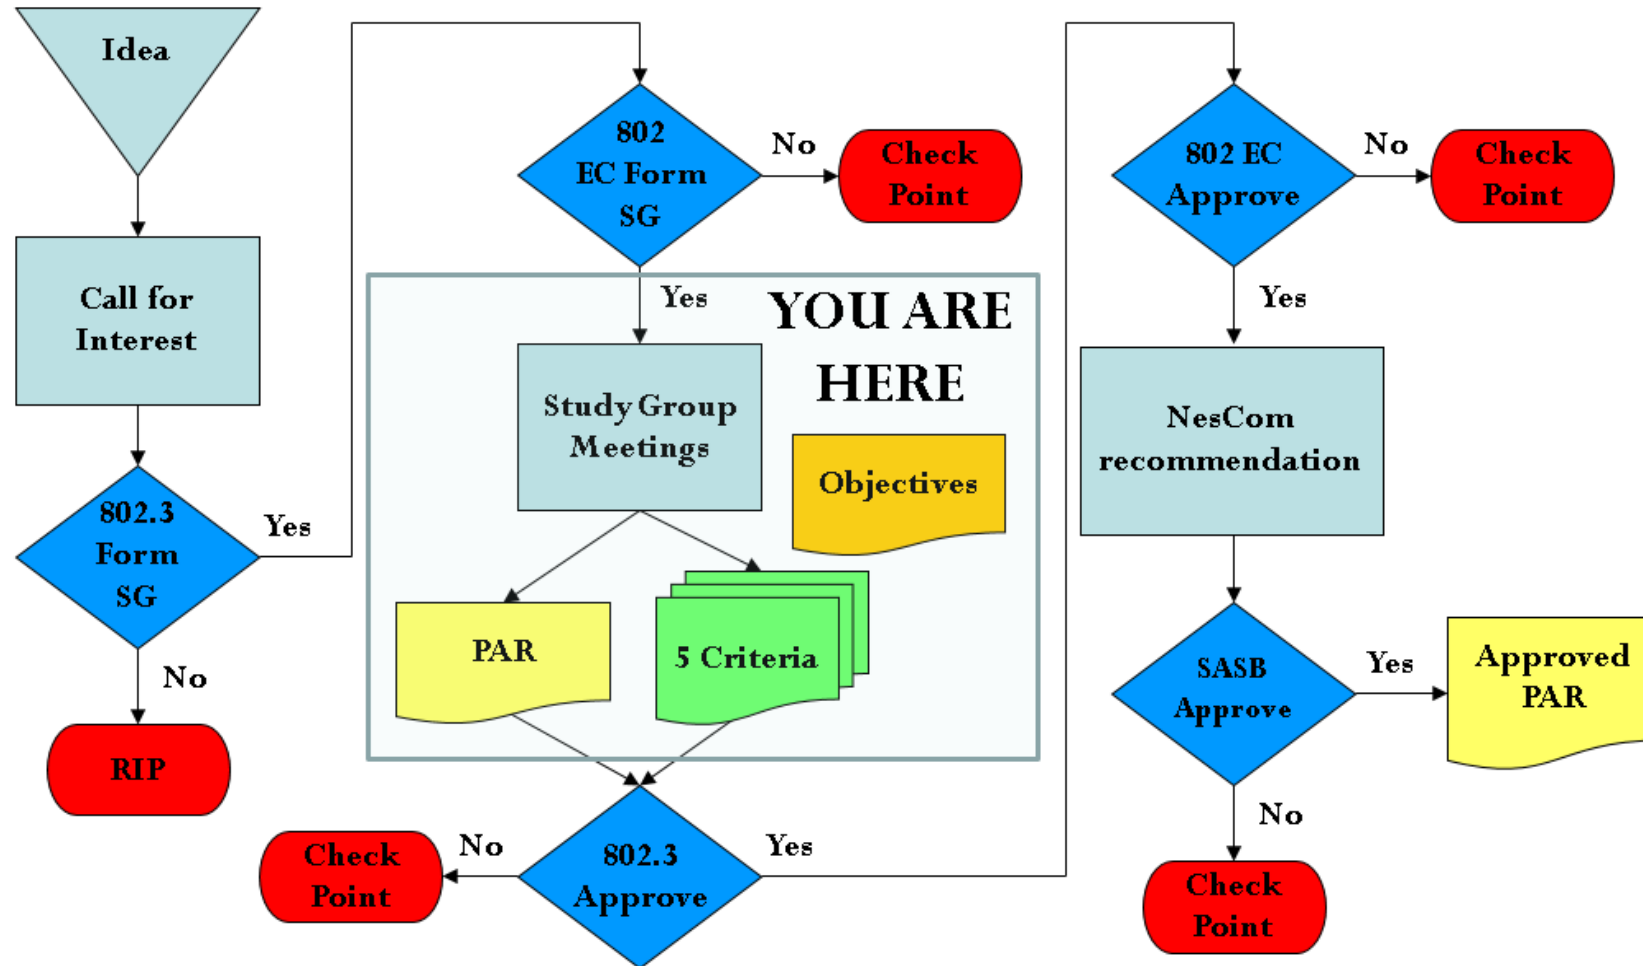 Idea
Call for
Interest
802.3
Form
SG
Yes
No
RIP
802
EC Form
SG
No
Check
Point
Yes
YOU ARE
HERE
Study Group
Meetings
Objectives
PAR
5 Criteria
802.3
Approve
No
Check
Point
Yes
802 EC
Approve
No
Check
Point
Yes
NesCom
recommendation
SASB
Approve
Yes
Approved
PAR
No
Check
Point